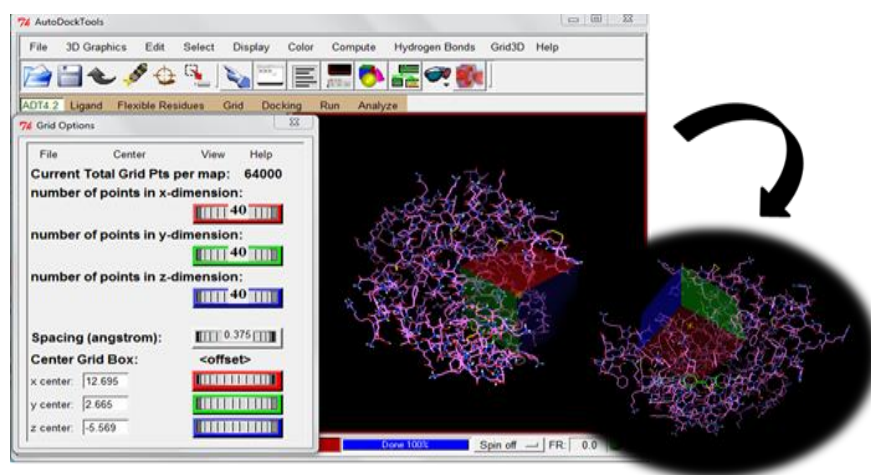 AutoDockTools
File 3D Graphics Edit Select Display Color Compute Hydrogen Bonds Grid3D Help
ADT4.2 Ligand Flexible Residues Grid Docking Run Analyze
Grid Options
File Center View Help
Current Total Grid Pts per map: 64000
number of points in x-dimension:
40
number of points in y-dimension:
40
number of points in z-dimension:
40
Spacing (angstrom): 0.375
Center Grid Box: <offset>
x center: 12.695
y center: 2.665
z center: -5.569
Done 100% Spin off FR: 0.0